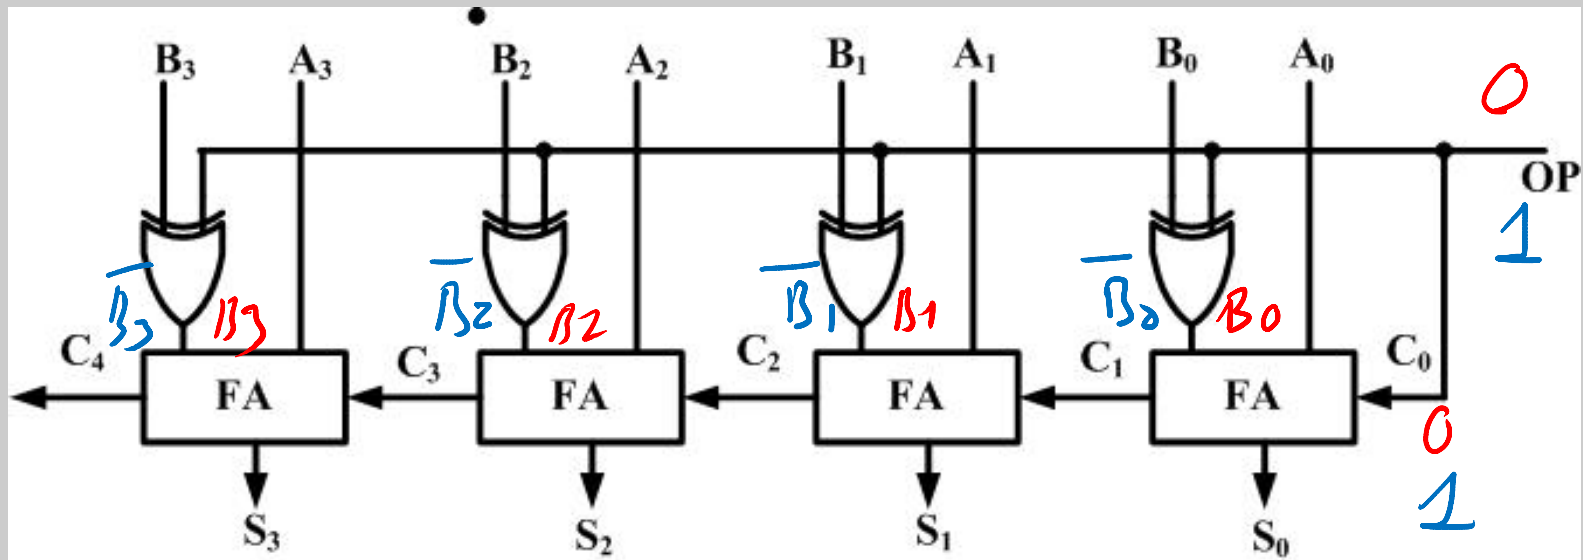 B₃ A₃ B₂ A₂ B₁ A₁ B₀ A₀ 0
OP
1
B̅₃ B3 B̅2 B2 B̅₁ B1 B̅₀ B0
C₄ C₃ C₂ C₁ C₀
FA FA FA FA
0
1
S₃ S₂ S₁ S₀